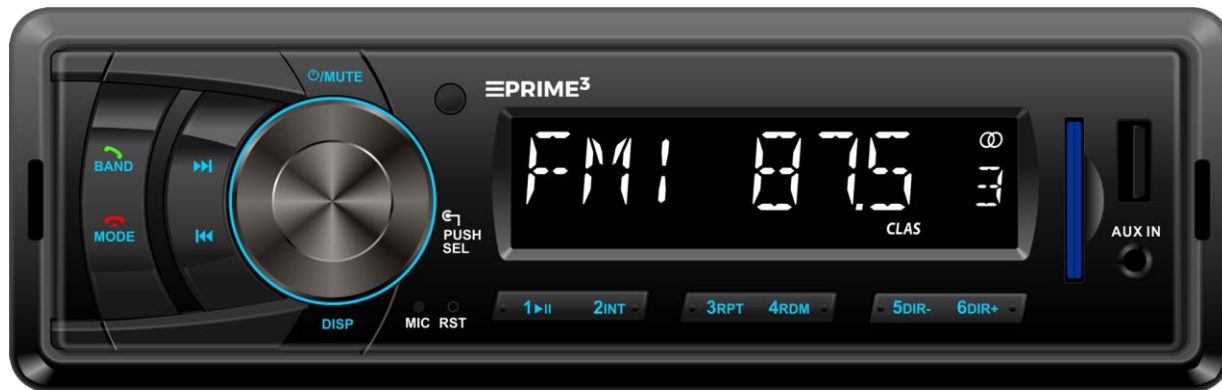 ⏻/MUTE
≡PRIME³
BAND
MODE
FM1 87.5 3
CLAS
PUSH
SEL
AUX IN
DISP
MIC RST
1▶II 2INT 3RPT 4RDM 5DIR- 6DIR+